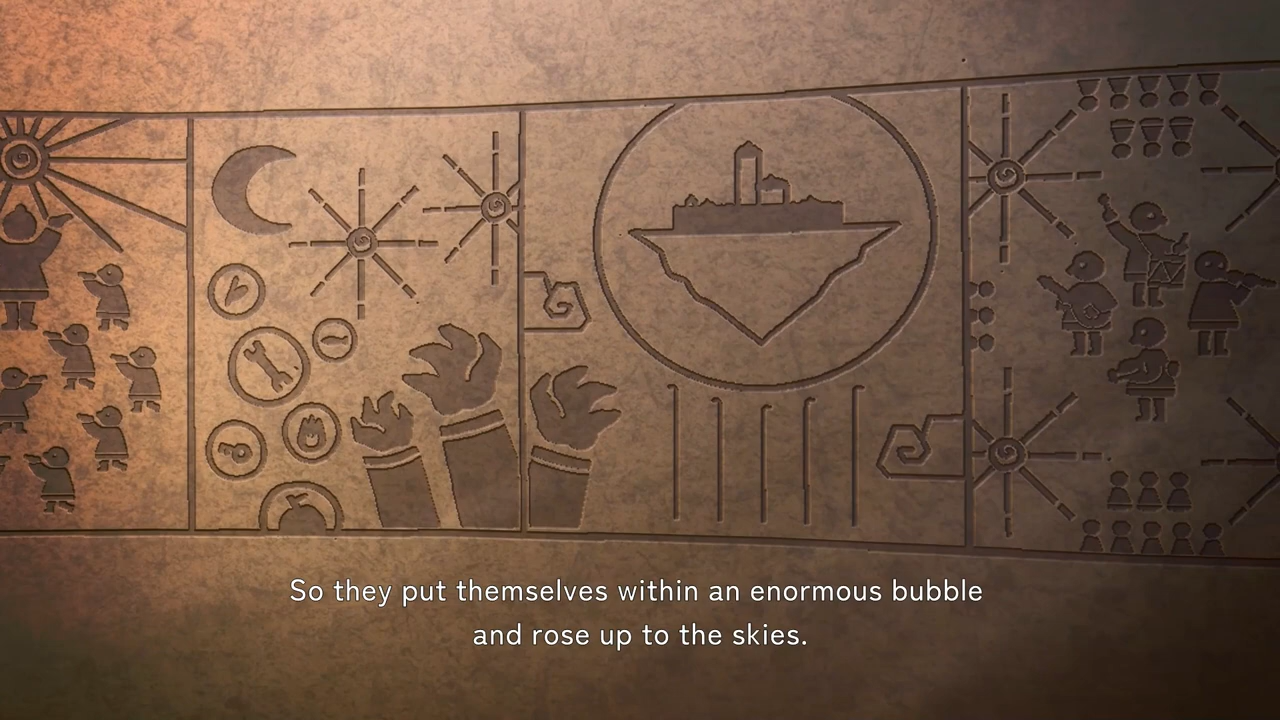 So they put themselves within an enormous bubble
and rose up to the skies.